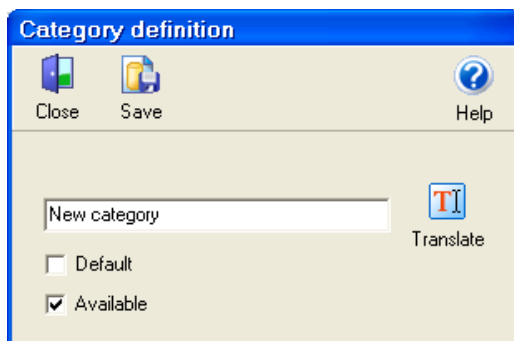 Category definition
Close Save Help
New category
Translate
Default
Available